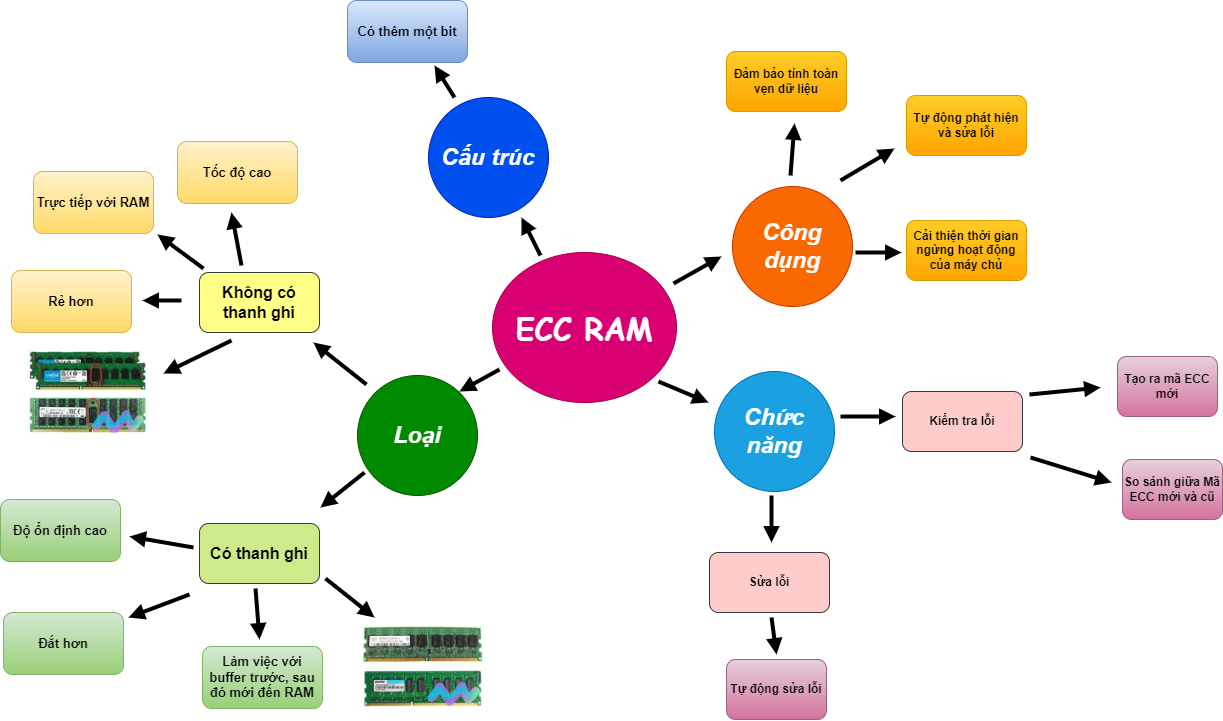 Có thêm một bit
Cấu trúc
Đảm bảo tính toàn
vẹn dữ liệu
Tự động phát hiện
và sửa lỗi
Công
dụng
Cải thiện thời gian
ngừng hoạt động
của máy chủ
Tốc độ cao
Trực tiếp với RAM
Rẻ hơn
Không có
thanh ghi
ECC RAM
Loại
Chức
năng
Kiểm tra lỗi
Tạo ra mã ECC
mới
So sánh giữa Mã
ECC mới và cũ
Sửa lỗi
Tự động sửa lỗi
Có thanh ghi
Độ ổn định cao
Đắt hơn
Làm việc với
buffer trước, sau
đó mới đến RAM